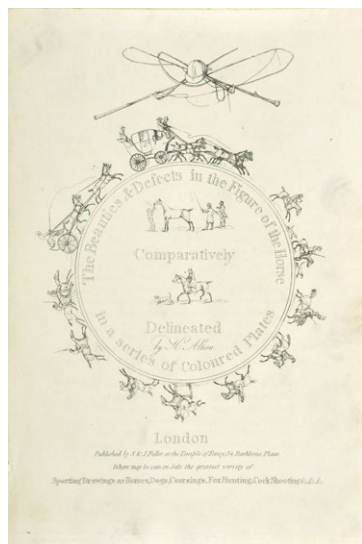 The Beauties & Defects in the Figure of the Horse
Comparatively
Delineated
by H. Alken
in a series of Coloured Plates
London
Published by S. & J. Fuller at the Temple of Fancy, 34, Rathbone Place
Where may be seen on Sale the greatest variety of
Sporting Drawings as Horses, Dogs, Coursings, Fox Hunting, Cock Shooting &c. &c.